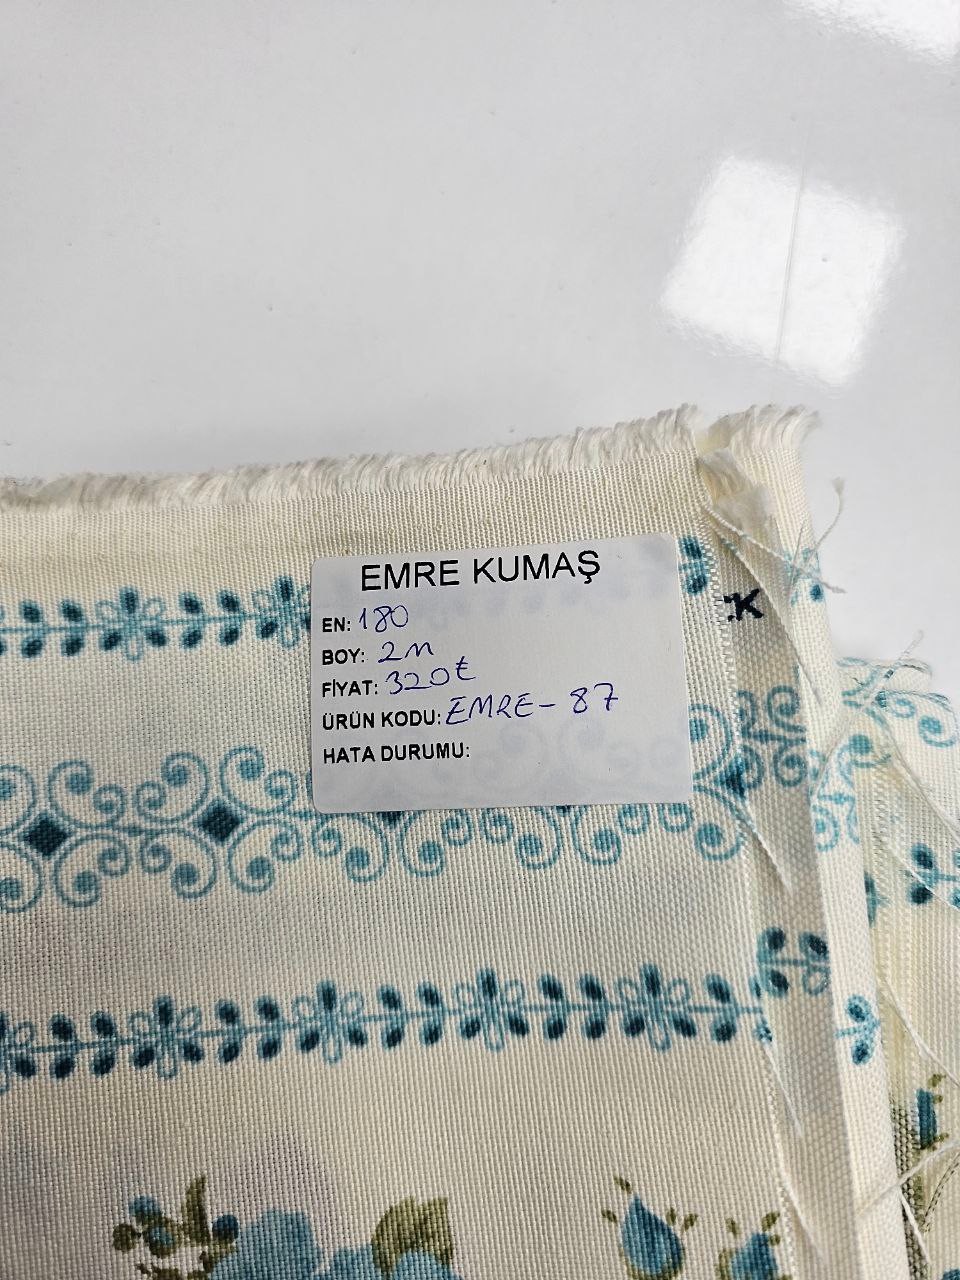 EMRE KUMAŞ
EN: 180
BOY: 2m
FİYAT: 320₺
ÜRÜN KODU: EMRE - 87
HATA DURUMU: